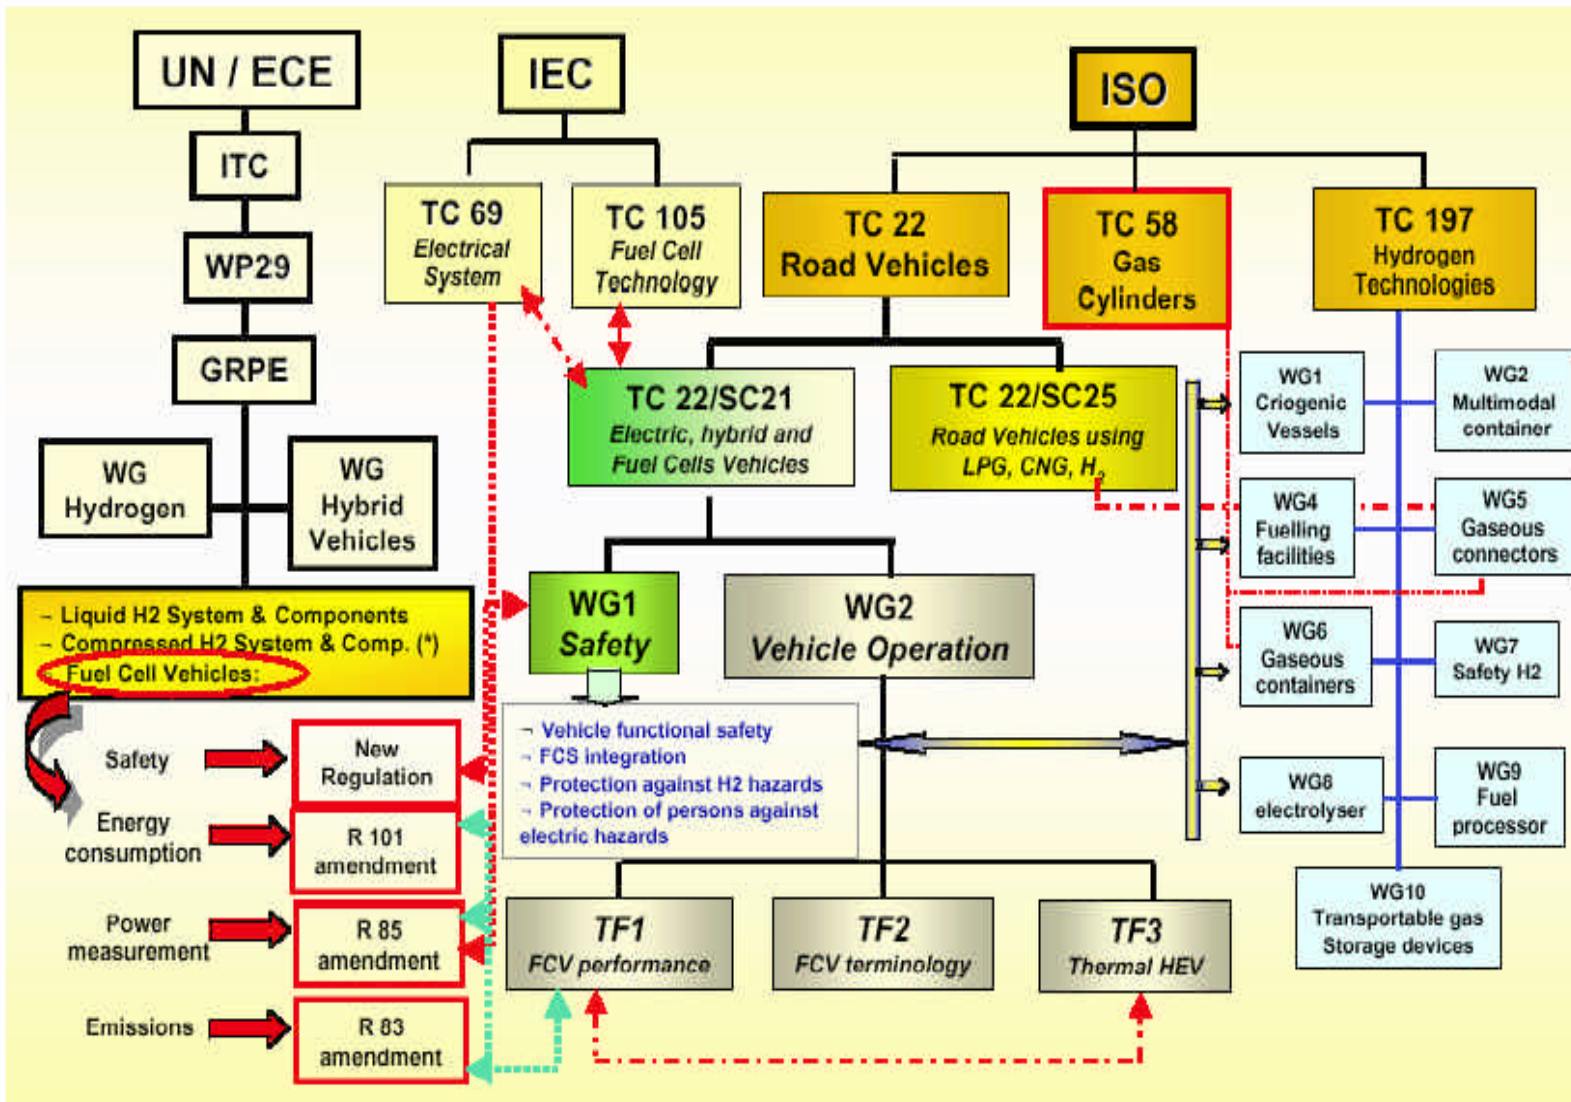 UN / ECE
ITC
WP29
GRPE
WG
Hydrogen
WG
Hybrid
Vehicles
¬ Liquid H2 System & Components
¬ Compressed H2 System & Comp. (*)
Fuel Cell Vehicles:
Safety
New
Regulation
Energy
consumption
R 101
amendment
Power
measurement
R 85
amendment
Emissions
R 83
amendment
IEC
TC 69
Electrical
System
TC 105
Fuel Cell
Technology
ISO
TC 22
Road Vehicles
TC 58
Gas
Cylinders
TC 197
Hydrogen
Technologies
TC 22/SC21
Electric, hybrid and
Fuel Cells Vehicles
TC 22/SC25
Road Vehicles using
LPG, CNG, H2
WG1
Safety
WG2
Vehicle Operation
¬ Vehicle functional safety
¬ FCS integration
¬ Protection against H2 hazards
¬ Protection of persons against
electric hazards
TF1
FCV performance
TF2
FCV terminology
TF3
Thermal HEV
WG1
Criogenic
Vessels
WG2
Multimodal
container
WG4
Fuelling
facilities
WG5
Gaseous
connectors
WG6
Gaseous
containers
WG7
Safety H2
WG8
electrolyser
WG9
Fuel
processor
WG10
Transportable gas
Storage devices